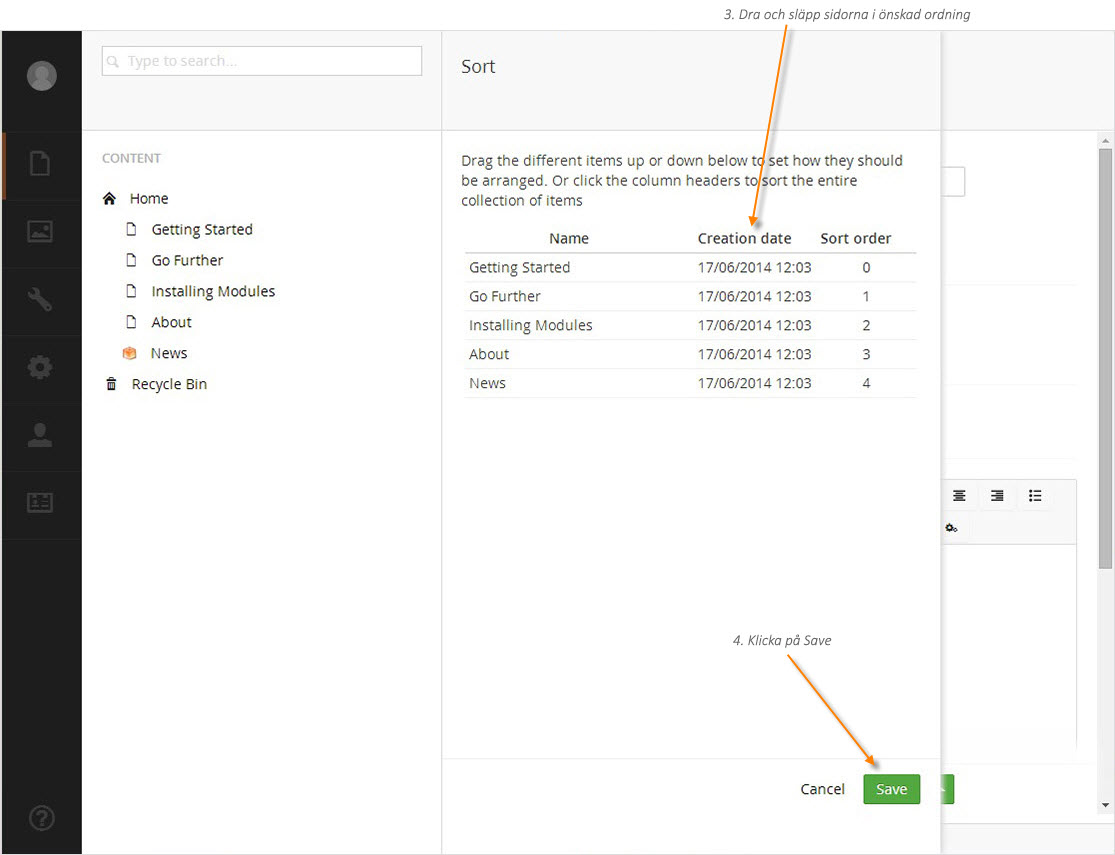 3. Dra och släpp sidorna i önskad ordning
Type to search...
Sort
CONTENT
Home
Getting Started
Go Further
Installing Modules
About
News
Recycle Bin
Drag the different items up or down below to set how they should
be arranged. Or click the column headers to sort the entire
collection of items
Name Creation date Sort order
Getting Started 17/06/2014 12:03 0
Go Further 17/06/2014 12:03 1
Installing Modules 17/06/2014 12:03 2
About 17/06/2014 12:03 3
News 17/06/2014 12:03 4
4. Klicka på Save
Cancel Save